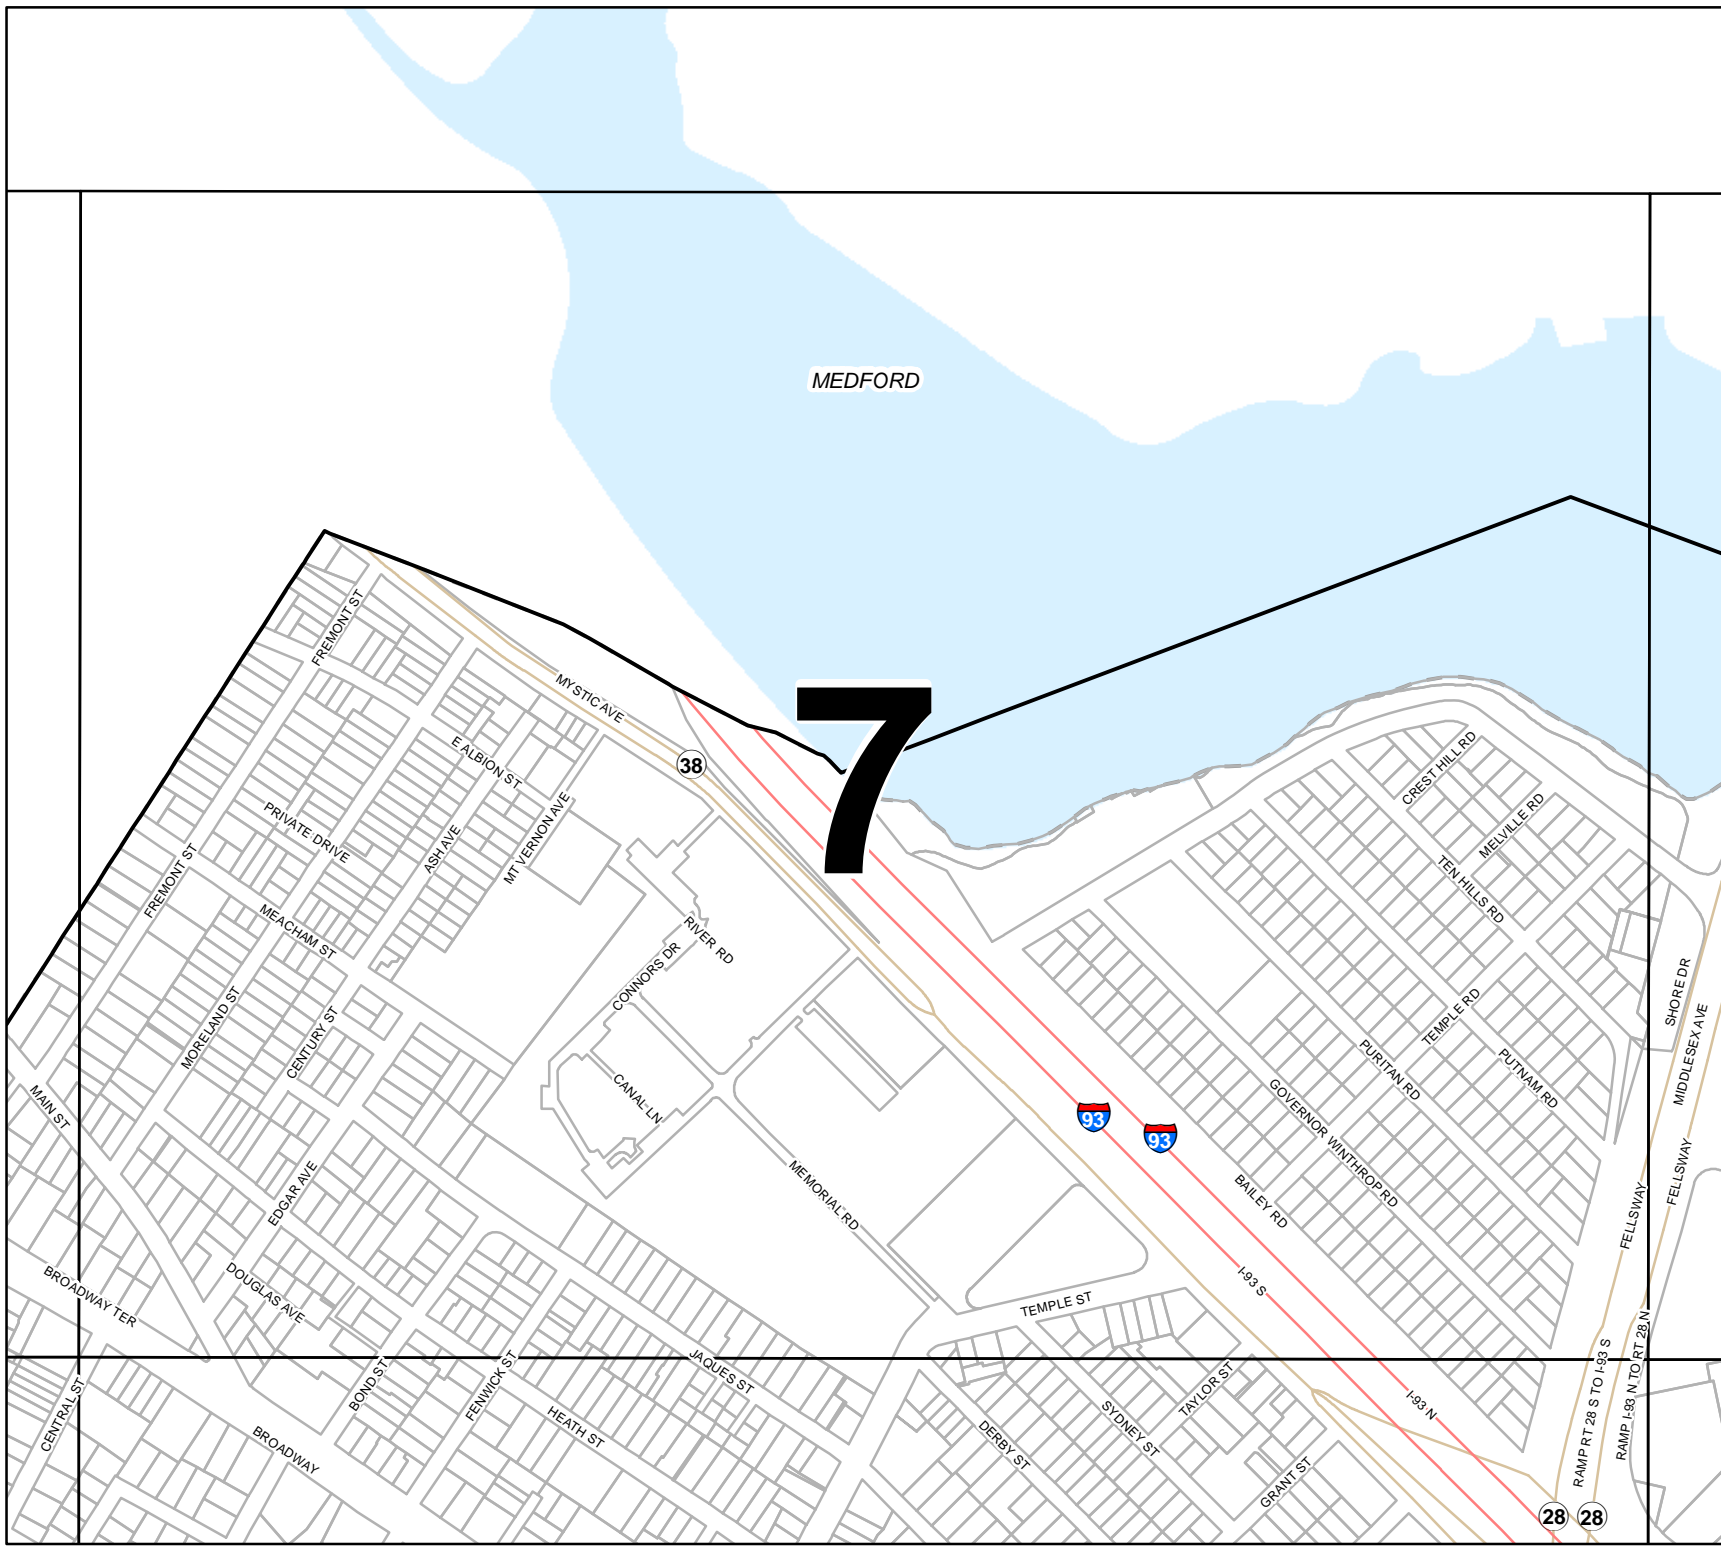 MEDFORD
7
FREMONT ST
MYSTIC AVE
38
E ALBION ST
CREST HILL RD
MELVILLE RD
PRIVATE DRIVE
ASH AVE
MT VERNON AVE
TEN HILLS RD
FREMONT ST
MEACHAM ST
RIVER RD
CONNORS DR
SHORE DR
MORELAND ST
CENTURY ST
TEMPLE RD
MIDDLESEX AVE
PURITAN RD
PUTNAM RD
MAIN ST
CANAL LN
93
93
GOVERNOR WINTHROP RD
EDGAR AVE
MEMORIAL RD
BAILEY RD
FELLSWAY
FELLSWAY
BROADWAY TER
DOUGLAS AVE
I-93 S
TEMPLE ST
JAQUES ST
BOND ST
FENWICK ST
TAYLOR ST
I-93 N
RAMP RT 28 S TO I-93 S
RAMP I-93 N TO RT 28 N
CENTRAL ST
BROADWAY
HEATH ST
DERBY ST
SYDNEY ST
GRANT ST
28
28